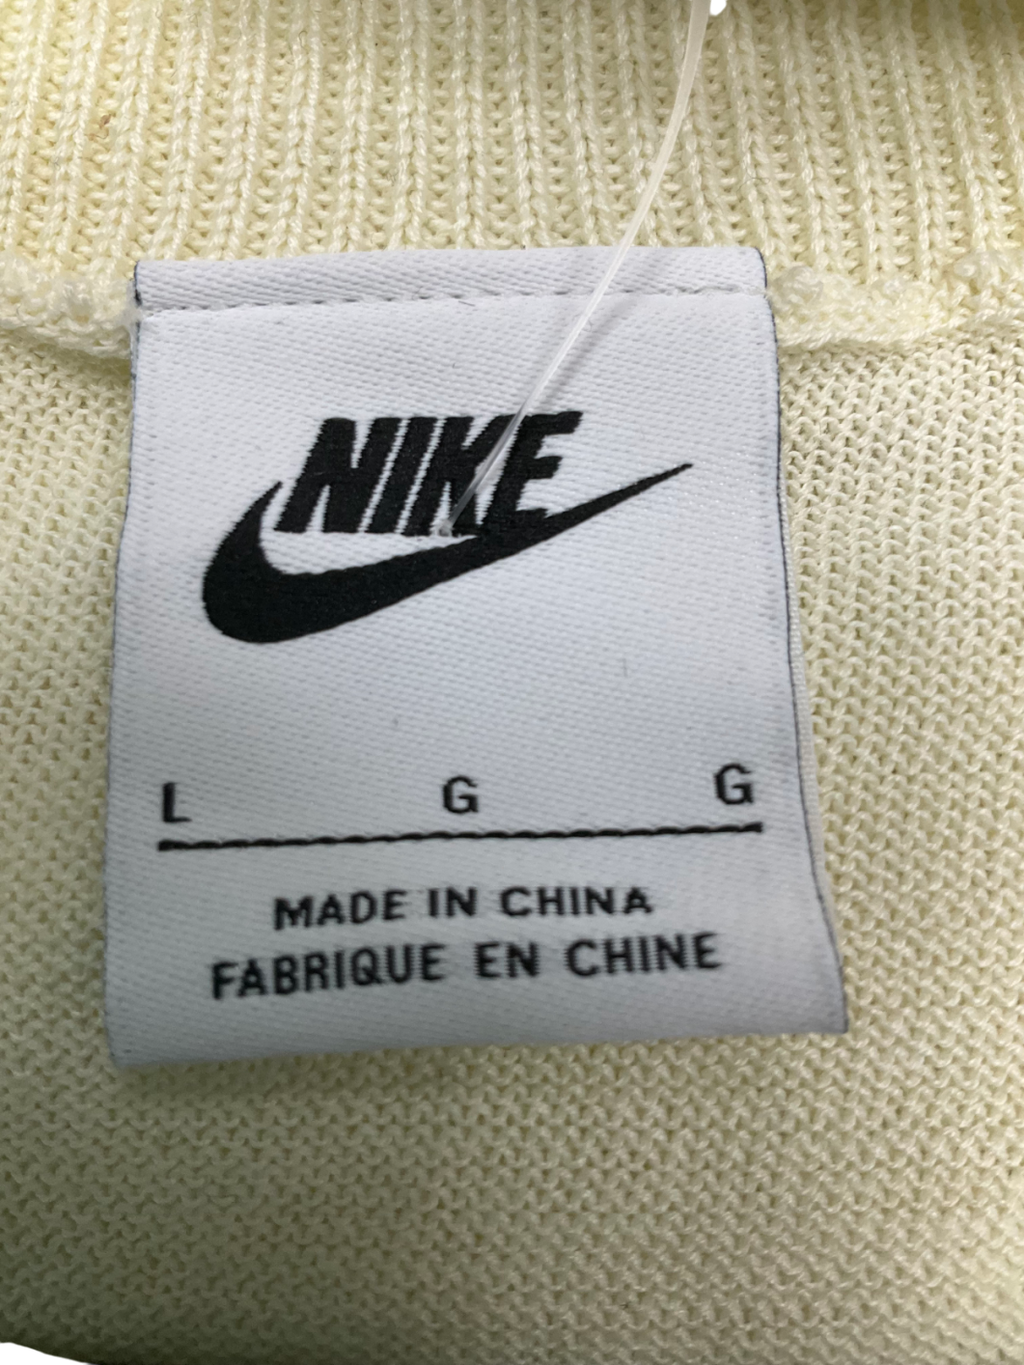 NIKE
L G G
MADE IN CHINA
FABRIQUE EN CHINE